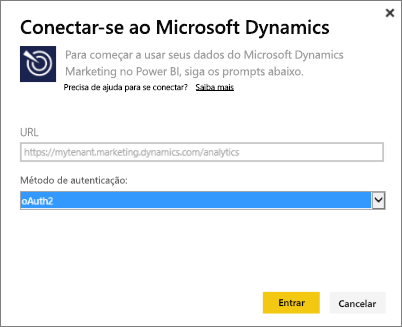 Conectar-se ao Microsoft Dynamics
Para começar a usar seus dados do Microsoft Dynamics
Marketing no Power BI, siga os prompts abaixo.
Precisa de ajuda para se conectar? Saiba mais
URL
https://mytenant.marketing.dynamics.com/analytics
Método de autenticação:
oAuth2
Entrar
Cancelar